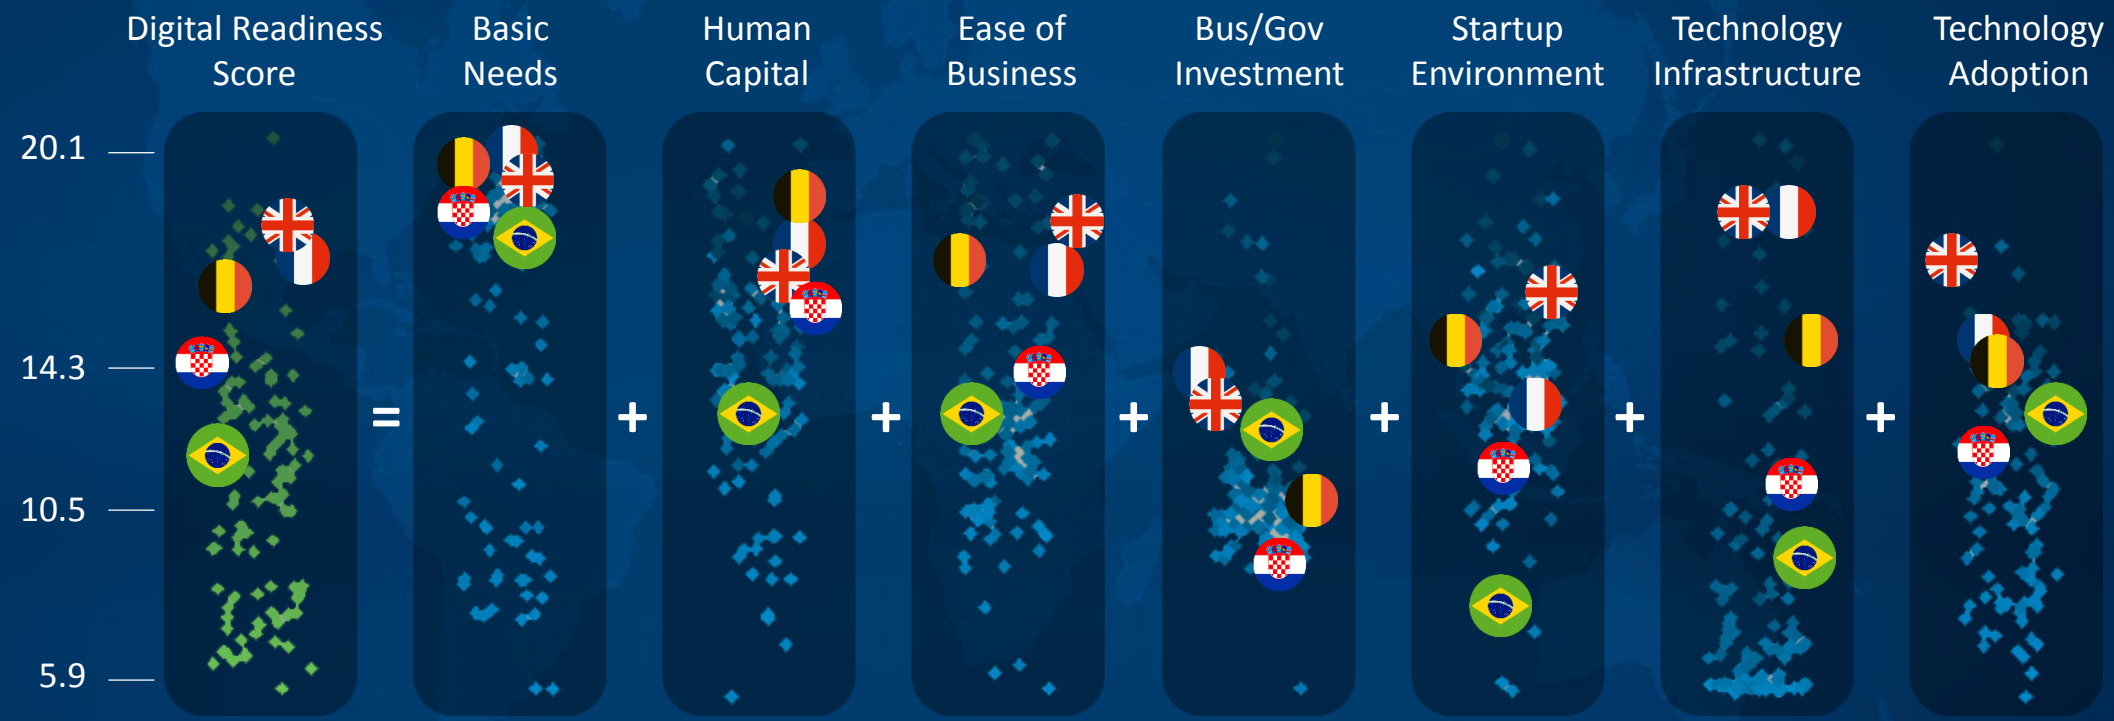 Digital Readiness
Score
Basic
Needs
Human
Capital
Ease of
Business
Bus/Gov
Investment
Startup
Environment
Technology
Infrastructure
Technology
Adoption
20.1
14.3
10.5
5.9
=
+
+
+
+
+
+